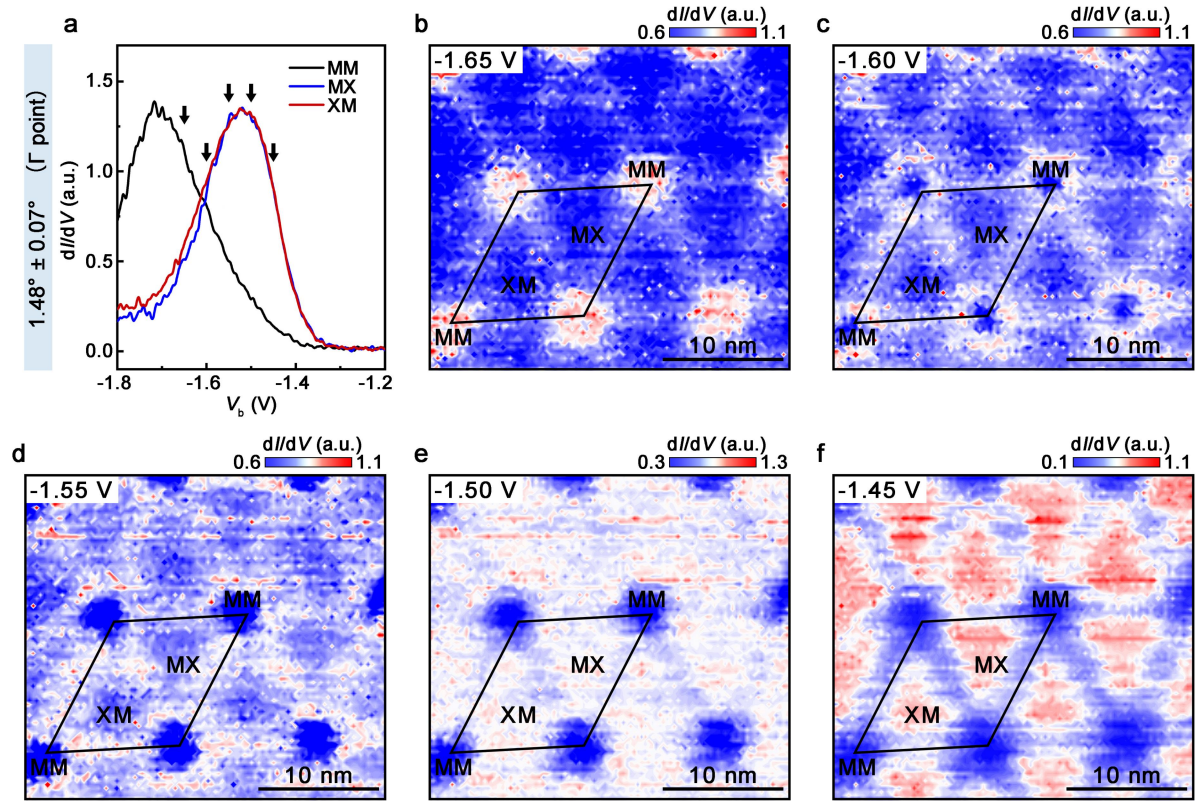 1.48° ± 0.07° (Γ point)
a
dI/dV (a.u.)
1.5
1.0
0.5
0.0
-1.8
-1.6
-1.4
-1.2
V_b (V)
MM
MX
XM
b
dI/dV (a.u.)
0.6
1.1
-1.65 V
MM
MX
XM
MM
10 nm
c
dI/dV (a.u.)
0.6
1.1
-1.60 V
MM
MX
XM
MM
10 nm
d
dI/dV (a.u.)
0.6
1.1
-1.55 V
MM
MX
XM
MM
10 nm
e
dI/dV (a.u.)
0.3
1.3
-1.50 V
MM
MX
XM
MM
10 nm
f
dI/dV (a.u.)
0.1
1.1
-1.45 V
MM
MX
XM
MM
10 nm